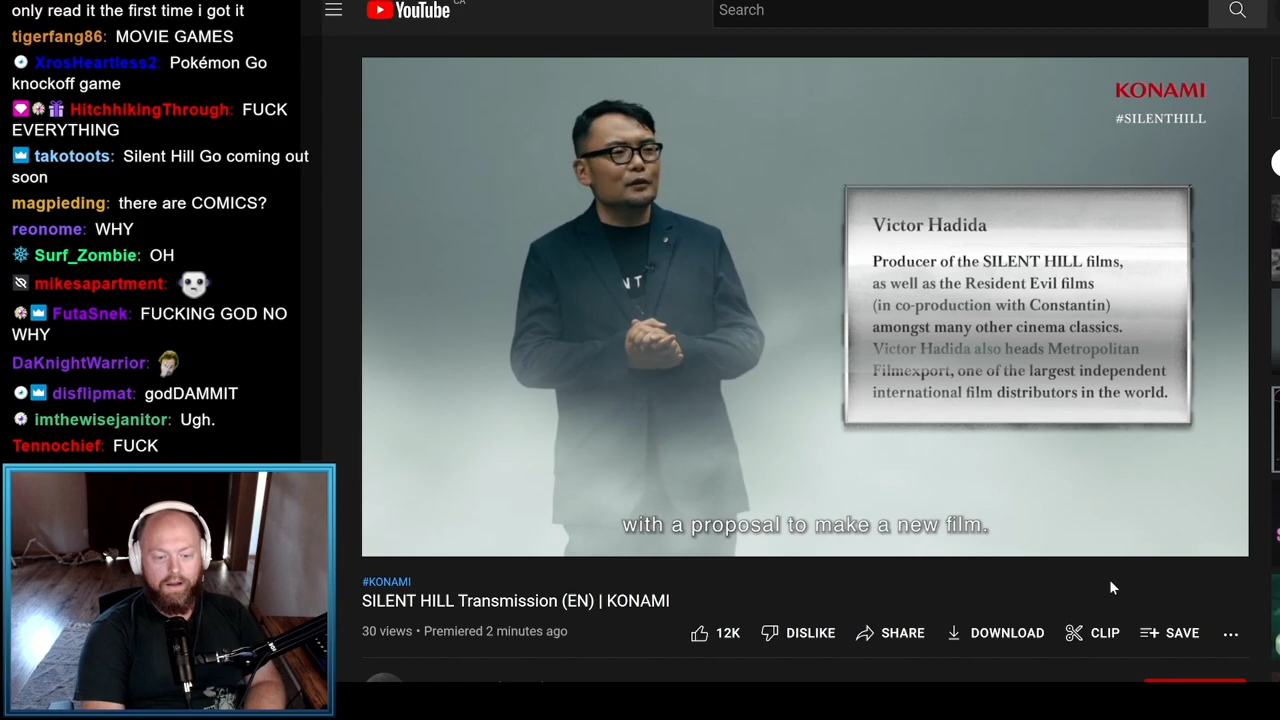 only read it the first time i got it
tigerfang86: MOVIE GAMES
XrosHeartless2: Pokémon Go
knockoff game
HitchhikingThrough: FUCK
EVERYTHING
takotoots: Silent Hill Go coming out
soon
magpieding: there are COMICS?
reonome: WHY
Surf_Zombie: OH
mikesapartment:
FutaSnek: FUCKING GOD NO
WHY
DaKnightWarrior:
disflipmat: godDAMMIT
imthewisejanitor: Ugh.
Tennochief: FUCK
YouTube
CA
Search
KONAMI
#SILENTHILL
NT
Victor Hadida
Producer of the SILENT HILL films,
as well as the Resident Evil films
(in co-production with Constantin)
amongst many other cinema classics.
Victor Hadida also heads Metropolitan
Filmexport, one of the largest independent
international film distributors in the world.
with a proposal to make a new film.
#KONAMI
SILENT HILL Transmission (EN) | KONAMI
30 views • Premiered 2 minutes ago
12K
DISLIKE
SHARE
DOWNLOAD
CLIP
SAVE